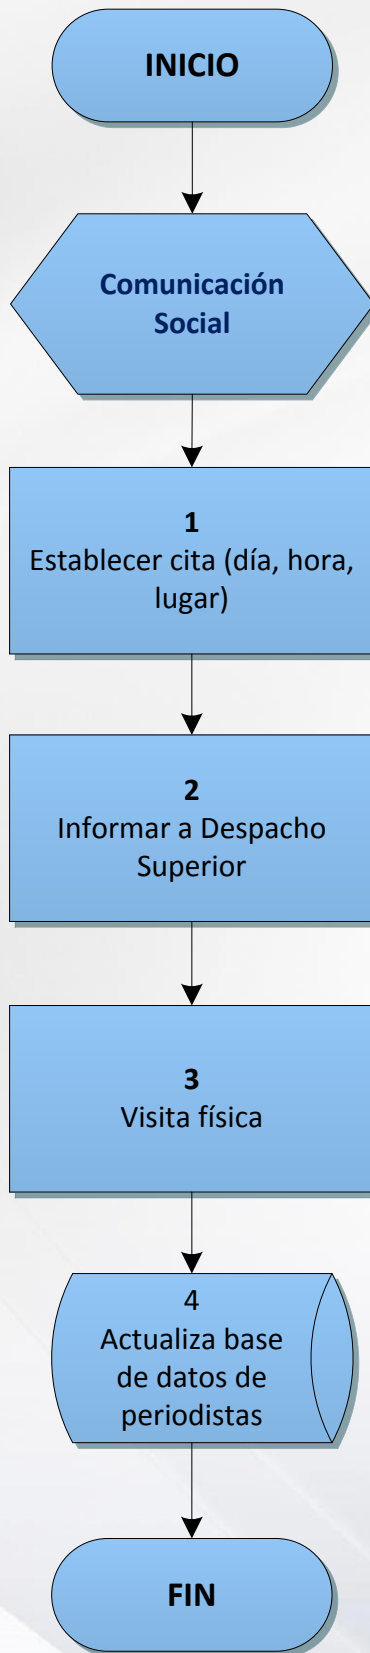 INICIO
Comunicación
Social
1
Establecer cita (día, hora,
lugar)
2
Informar a Despacho
Superior
3
Visita física
4
Actualiza base
de datos de
periodistas
FIN